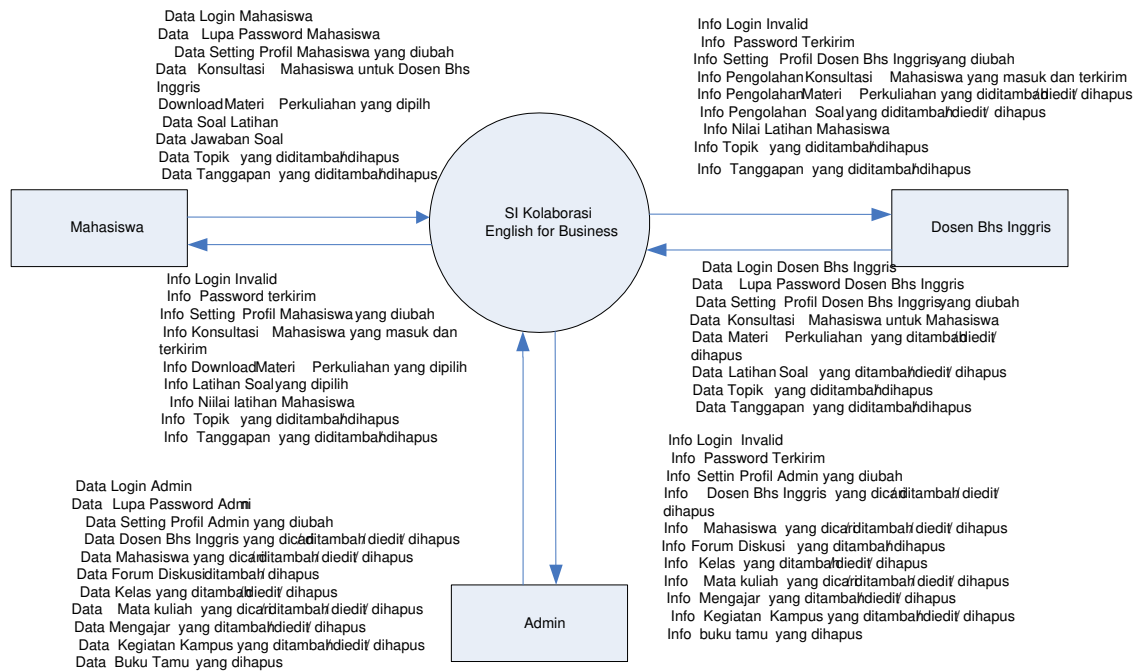 Data Login Mahasiswa
Data Lupa Password Mahasiswa
Data Setting Profil Mahasiswa yang diubah
Data Konsultasi Mahasiswa untuk Dosen Bhs
Inggris
Download Materi Perkuliahan yang dipilh
Data Soal Latihan
Data Jawaban Soal
Data Topik yang diditambah/dihapus
Data Tanggapan yang diditambah/dihapus
Info Login Invalid
Info Password Terkirim
Info Setting Profil Dosen Bhs Inggris yang diubah
Info Pengolahan Konsultasi Mahasiswa yang masuk dan terkirim
Info Pengolahan Materi Perkuliahan yang diditambah/diedit/ dihapus
Info Pengolahan Soal yang diditambah/diedit/ dihapus
Info Nilai Latihan Mahasiswa
Info Topik yang diditambah/dihapus
Info Tanggapan yang diditambah/dihapus
Mahasiswa
SI Kolaborasi
English for Business
Dosen Bhs Inggris
Info Login Invalid
Info Password terkirim
Info Setting Profil Mahasiswa yang diubah
Info Konsultasi Mahasiswa yang masuk dan
terkirim
Info Download Materi Perkuliahan yang dipilih
Info Latihan Soal yang dipilih
Info Niilai latihan Mahasiswa
Info Topik yang diditambah/dihapus
Info Tanggapan yang diditambah/dihapus
Data Login Dosen Bhs Inggris
Data Lupa Password Dosen Bhs Inggris
Data Setting Profil Dosen Bhs Inggris yang diubah
Data Konsultasi Mahasiswa untuk Mahasiswa
Data Materi Perkuliahan yang ditambah/diedit/
dihapus
Data Latihan Soal yang ditambah/diedit/ dihapus
Data Topik yang diditambah/dihapus
Data Tanggapan yang diditambah/dihapus
Data Login Admin
Data Lupa Password Admin
Data Setting Profil Admin yang diubah
Data Dosen Bhs Inggris yang dicari/ditambah/ diedit/ dihapus
Data Mahasiswa yang dicari/ditambah/ diedit/ dihapus
Data Forum Diskusi ditambah/ dihapus
Data Kelas yang ditambah/diedit/ dihapus
Data Mata kuliah yang dicari/ditambah/ diedit/ dihapus
Data Mengajar yang ditambah/diedit/ dihapus
Data Kegiatan Kampus yang ditambah/diedit/ dihapus
Data Buku Tamu yang dihapus
Admin
Info Login Invalid
Info Password Terkirim
Info Settin Profil Admin yang diubah
Info Dosen Bhs Inggris yang dicari/ditambah/ diedit/
dihapus
Info Mahasiswa yang dicari/ditambah/ diedit/ dihapus
Info Forum Diskusi yang ditambah/dihapus
Info Kelas yang ditambah/diedit/ dihapus
Info Mata kuliah yang dicari/ditambah/ diedit/ dihapus
Info Mengajar yang ditambah/diedit/ dihapus
Info Kegiatan Kampus yang ditambah/diedit/ dihapus
Info buku tamu yang dihapus